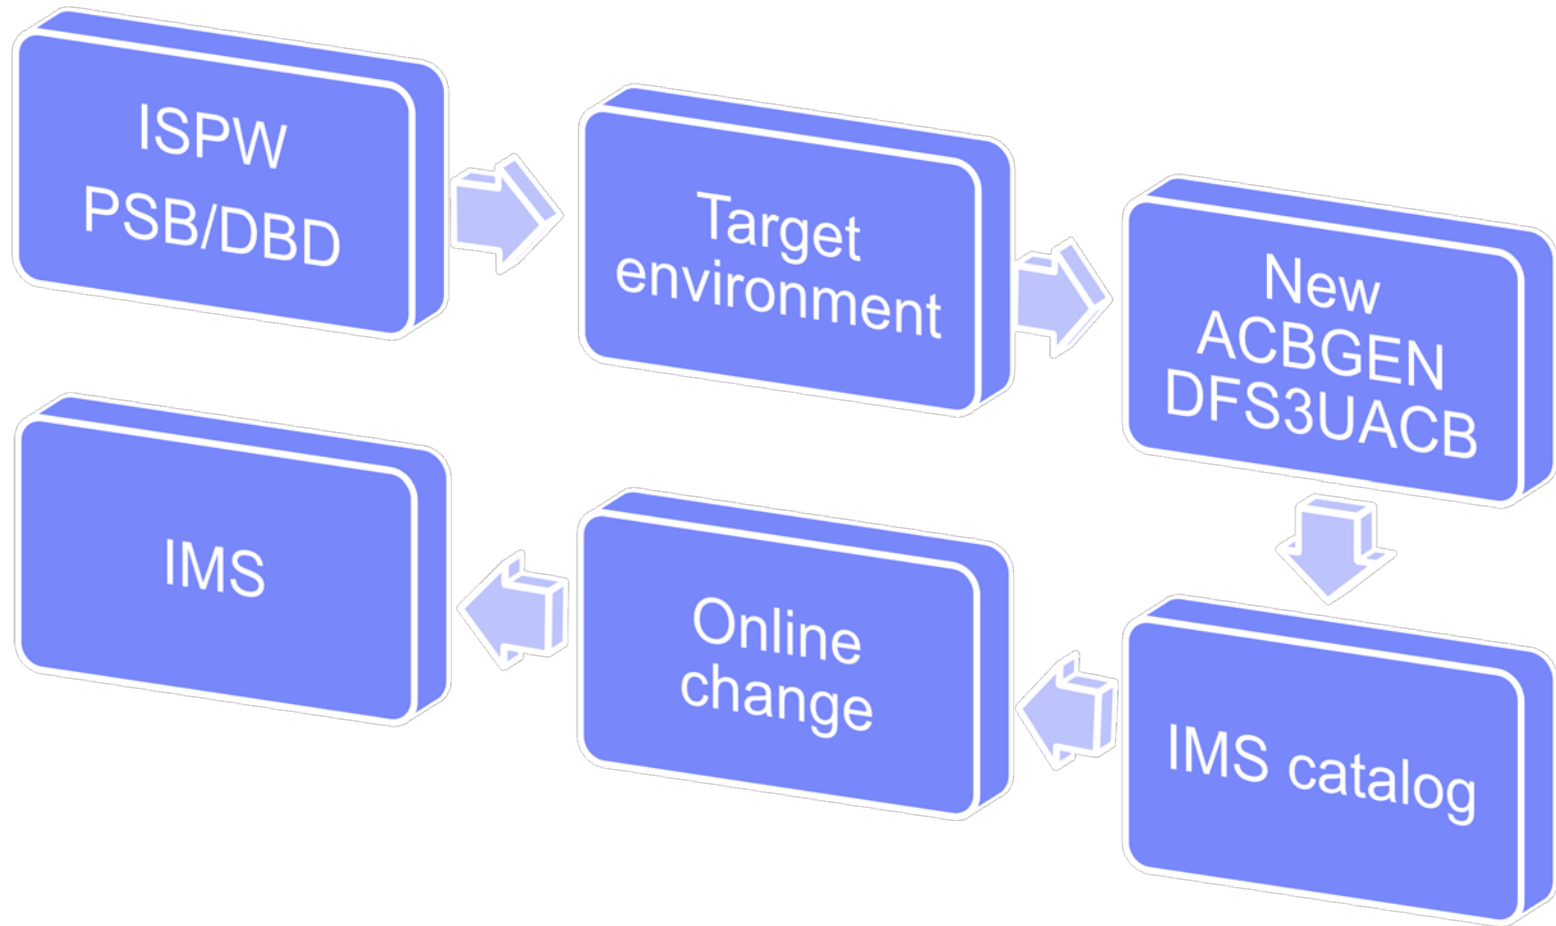 ISPW
PSB/DBD
Target
environment
New
ACBGEN
DFS3UACB
IMS catalog
Online
change
IMS